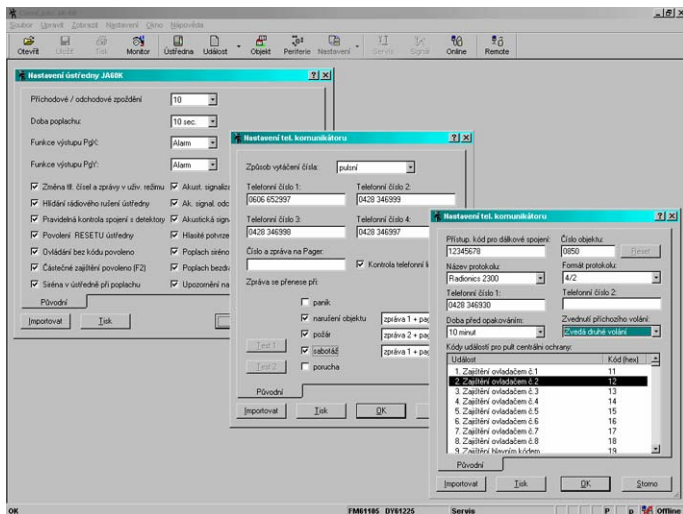 Soubor Upravit Zobrazit Nastavení Okno Nápověda
Otevřít Uložit Tisk Monitor Ústředna Událost Objekt Periferie Nastavení Servis Signál Online Remote
Nastavení ústředny JA60K
Příchodové / odchodové zpoždění 10
Doba poplachu: 10 sec.
Funkce výstupu PgX: Alarm
Funkce výstupu PgY: Alarm
Změna tlf. čísel a zprávy v uživ. režimu Akust. signaliza
Hlídání rádiového rušení ústředny Ak. signal. odc
Pravidelná kontrola spojení s detektory Akustická sign
Povolení RESETU ústředny Hlasité potvrze
Ovládání bez kódu povoleno Poplach siréno
Částečné zajištění povoleno (F2) Poplach bezdra
Siréna v ústředně při poplachu Upozornění na
Původní
Importovat Tisk
Nastavení tel. komunikátoru
Způsob vytáčení čísla: pulsní
Telefonní číslo 1: Telefonní číslo 2:
0606 652997 0428 346999
Telefonní číslo 3: Telefonní číslo 4:
0428 346998 0428 346997
Číslo a zpráva na Pager:
Kontrola telefonní li
Zpráva se přenese při:
panik
narušení objektu zpráva 1 + pag
požár zpráva 2 + pag
Test 1 sabotáž zpráva 1 + pag
Test 2 porucha
Původní
Importovat Tisk OK
Nastavení tel. komunikátoru
Přístup. kód pro dálkové spojení: Číslo objektu:
12345678 0850 Reset
Název protokolu: Formát protokolu:
Radionics 2300 4/2
Telefonní číslo 1: Telefonní číslo 2:
0428 346930
Doba před opakováním: Zvednutí příchozího volání:
10 minut Zvedá druhé volání
Kódy událostí pro pult centrální ochrany:
Událost Kód (hex)
1. Zajištění ovladačem č.1 11
2. Zajištění ovladačem č.2 12
3. Zajištění ovladačem č.3 13
4. Zajištění ovladačem č.4 14
5. Zajištění ovladačem č.5 15
6. Zajištění ovladačem č.6 16
7. Zajištění ovladačem č.7 17
8. Zajištění ovladačem č.8 18
9. Zajištění hlavním kódem 19
Původní
Importovat Tisk OK Storno
OK FM61105 DY61225 Servis P p Offline